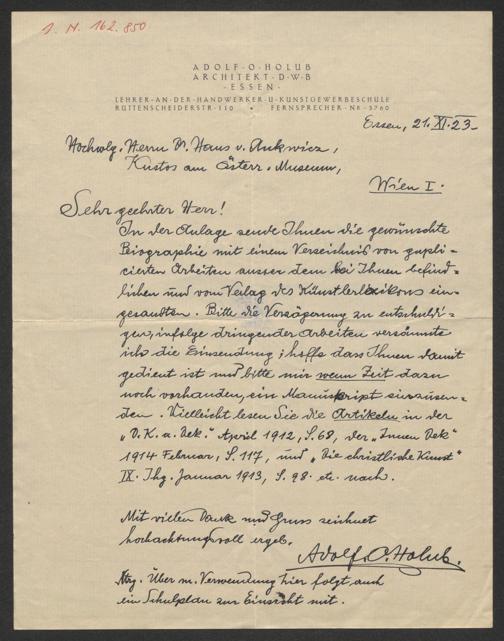 J. N. 162.850
ADOLF·O·HOLUB
ARCHITEKT·D·W·B
·ESSEN·
LEHRER·AN·DER·HANDWERKER·U·KUNSTGEWERBESCHULE
RÜTTENSCHEIDERSTR·110 · FERNSPRECHER·NR·3760
Essen, 21.XI.23
Hochwlg. Herrn Dr. Hans v. Ankwicz,
Kustos am Österr. Museum,
Wien I.
Sehr geehrter Herr!
In der Anlage sende Ihnen die gewünschte
Biographie mit einem Verzeichnis von
cierten Arbeiten ausser dem bei Ihnen befind-
lichen und vom Verlag des Künstlerlexikons ein-
gesandten. Bitte die Verzögerung zu entschuldi-
gen, infolge dringender Arbeiten versäumte
ich die Einsendung; hoffe dass Ihnen damit
gedient ist und bitte mir wenn Zeit dazu
noch vorhanden, ein Manuskript einzusen-
den. Vielleicht lesen Sie die Artikeln in der
„D. K. u. Dek." April 1912, S. 68, der „Innen Dek"
1914 Februar, S. 117, und „Die christliche Kunst"
IX. Jhg. Januar 1913, S. 98 etc. nach.
Mit vielen Dank und Gruss zeichnet
hochachtungsvoll ergeb.
Adolf. O. Holub.
Über m. Verwendung hier folgt auch
ein Schulplan zur Einsicht mit.